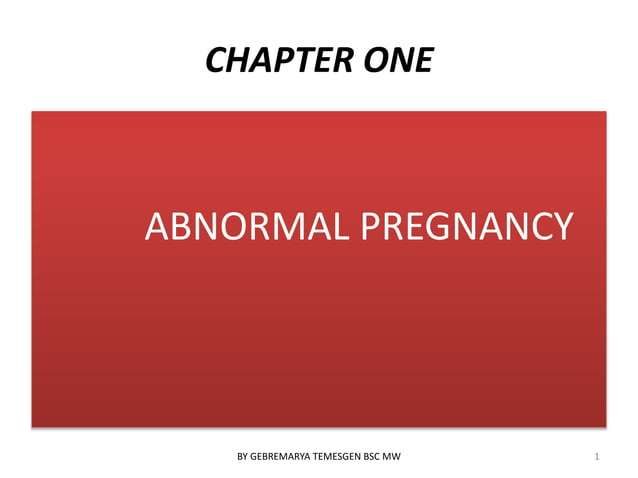 CHAPTER ONE
ABNORMAL PREGNANCY
BY GEBREMARYA TEMESGEN BSC MW
1